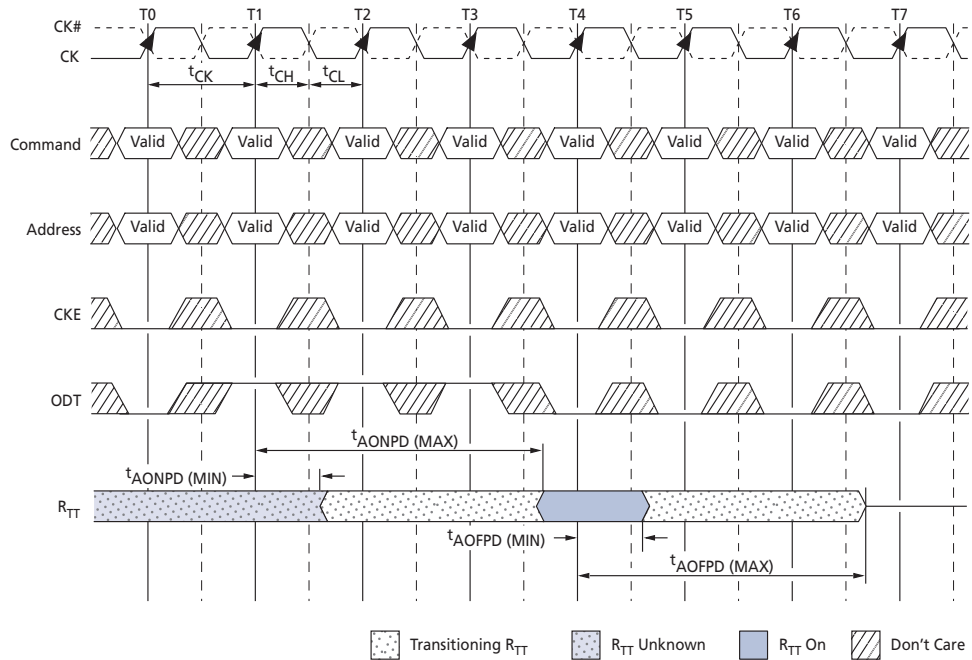 T0 T1 T2 T3 T4 T5 T6 T7
CK#
CK
tCK tCH tCL
Command Valid Valid Valid Valid Valid Valid Valid Valid
Address Valid Valid Valid Valid Valid Valid Valid Valid
CKE
ODT
tAONPD (MAX)
tAONPD (MIN)
RTT
tAOFPD (MIN)
tAOFPD (MAX)
Transitioning RTT RTT Unknown RTT On Don't Care